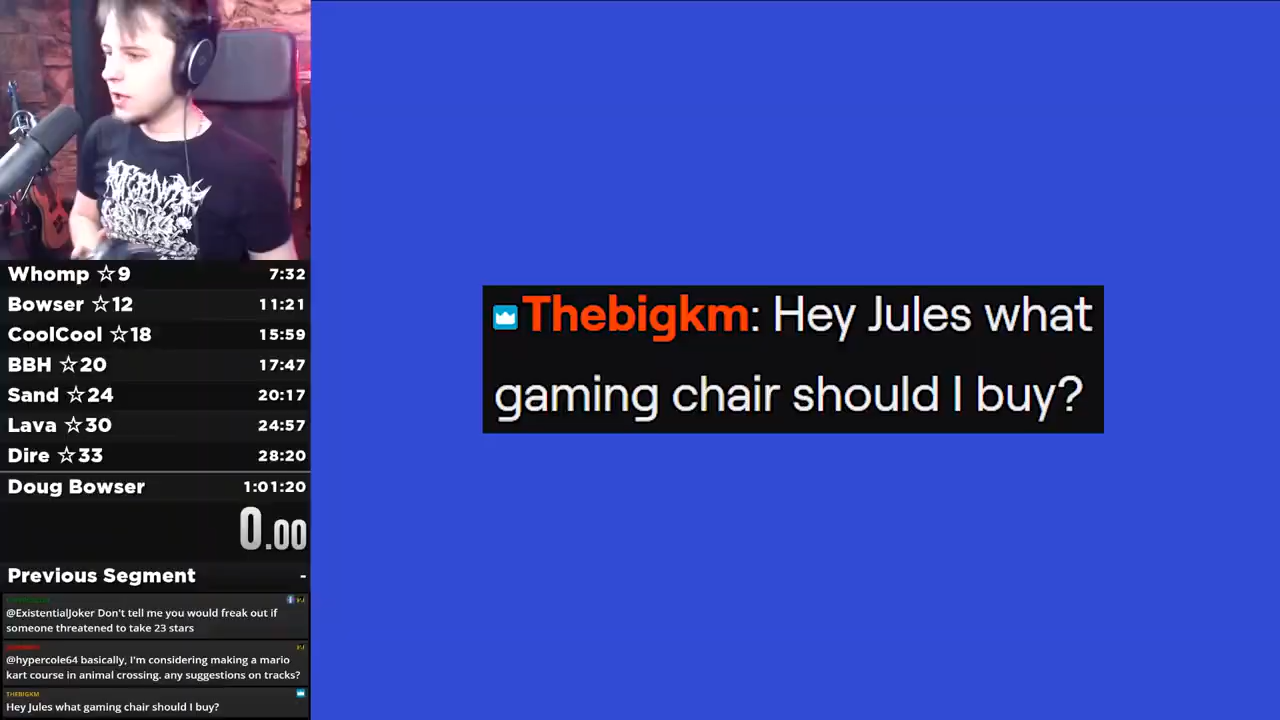 Whomp ☆9 7:32
Bowser ☆12 11:21
CoolCool ☆18 15:59
BBH ☆20 17:47
Sand ☆24 20:17
Lava ☆30 24:57
Dire ☆33 28:20
Doug Bowser 1:01:20
0.00
Previous Segment -
@ExistentialJoker Don't tell me you would freak out if
someone threatened to take 23 stars
@hypercole64 basically, I'm considering making a mario
kart course in animal crossing. any suggestions on tracks?
THEBIGKM
Hey Jules what gaming chair should I buy?
Thebigkm: Hey Jules what
gaming chair should I buy?